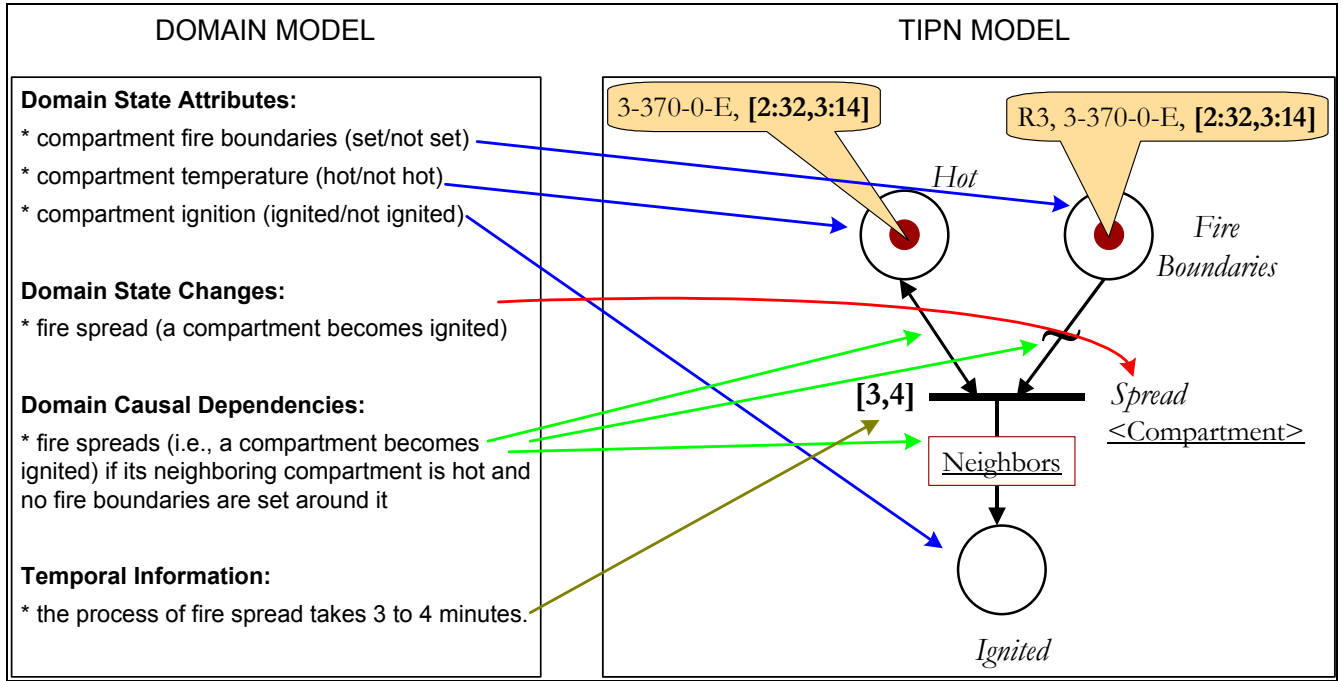 DOMAIN MODEL
TIPN MODEL
Domain State Attributes:
* compartment fire boundaries (set/not set)
* compartment temperature (hot/not hot)
* compartment ignition (ignited/not ignited)
Domain State Changes:
* fire spread (a compartment becomes ignited)
Domain Causal Dependencies:
* fire spreads (i.e., a compartment becomes
ignited) if its neighboring compartment is hot and
no fire boundaries are set around it
Temporal Information:
* the process of fire spread takes 3 to 4 minutes.
3-370-0-E, [2:32,3:14]
R3, 3-370-0-E, [2:32,3:14]
Hot
Fire
Boundaries
[3,4]
Spread
<Compartment>
Neighbors
Ignited